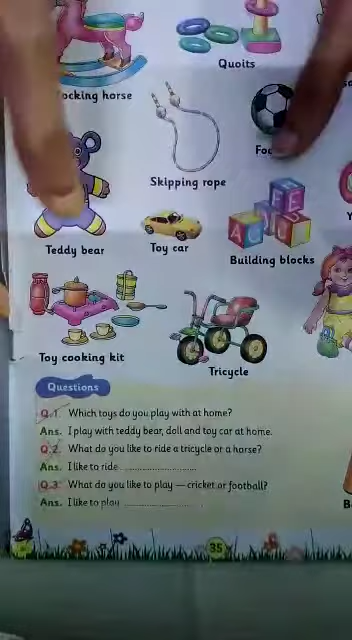 Quoits
ocking horse
Fo
Skipping rope
Teddy bear
Toy car
Building blocks
Toy cooking kit
Tricycle
Questions
Q.1. Which toys do you play with at home?
Ans. I play with teddy bear, doll and toy car at home.
Q.2. What do you like to ride a tricycle or a horse?
Ans. I like to ride ....................
Q.3. What do you like to play — cricket or football?
Ans. I like to play ....................
35